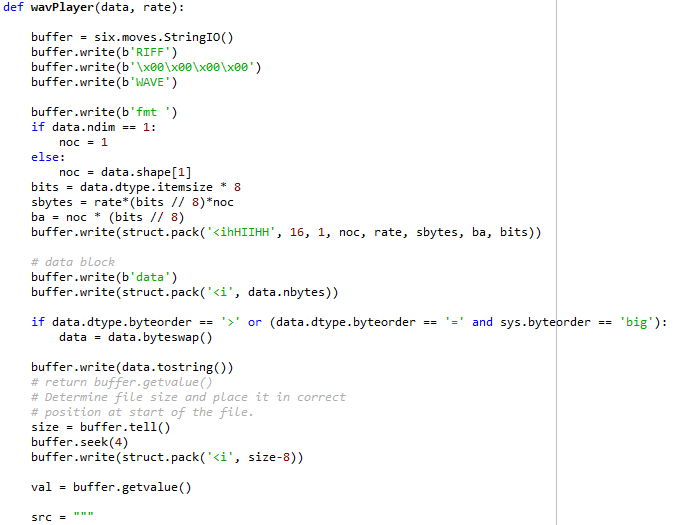 def wavPlayer(data, rate):
buffer = six.moves.StringIO()
buffer.write(b'RIFF')
buffer.write(b'\x00\x00\x00\x00')
buffer.write(b'WAVE')
buffer.write(b'fmt ')
if data.ndim == 1:
noc = 1
else:
noc = data.shape[1]
bits = data.dtype.itemsize * 8
sbytes = rate*(bits // 8)*noc
ba = noc * (bits // 8)
buffer.write(struct.pack('<ihHIIHH', 16, 1, noc, rate, sbytes, ba, bits))
# data block
buffer.write(b'data')
buffer.write(struct.pack('<i', data.nbytes))
if data.dtype.byteorder == '>' or (data.dtype.byteorder == '=' and sys.byteorder == 'big'):
data = data.byteswap()
buffer.write(data.tostring())
# return buffer.getvalue()
# Determine file size and place it in correct
# position at start of the file.
size = buffer.tell()
buffer.seek(4)
buffer.write(struct.pack('<i', size-8))
val = buffer.getvalue()
src = """